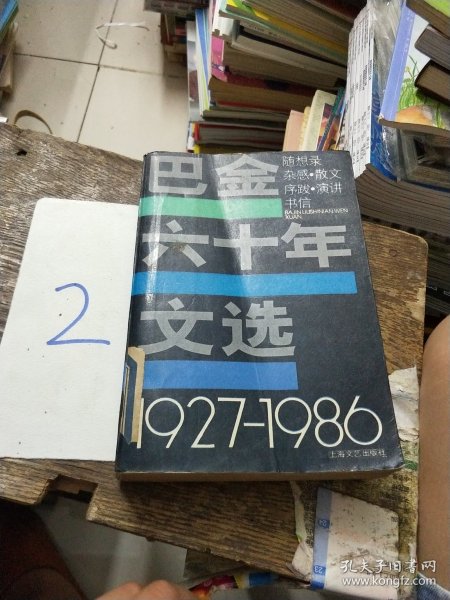 巴金
六十年
文选
1927-1986
随想录
杂感·散文
序跋·演讲
书信
BAJIN LIUSHINIAN WEN
XUAN
上海文艺出版社
2
孔夫子旧书网
www.kongfz.com